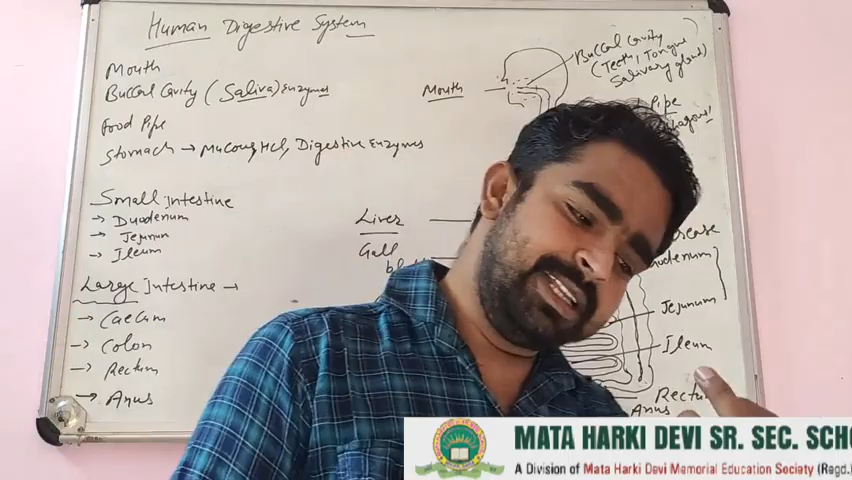 Human Digestive System
Mouth
Buccal Cavity (Saliva) Enzymes
Food Pipe
Stomach → Mucous, HCl, Digestive Enzymes
Small Intestine
→ Duodenum
→ Jejunum
→ Ileum
Large Intestine →
→ Caecum
→ Colon
→ Rectum
→ Anus
Buccal Cavity
(Teeth, Tongue
Salivary gland)
Mouth
Pipe
Liver
Gall
Jejunum
Ileum
Anus
MATA HARKI DEVI SR. SEC. SCHO
A Division of Mata Harki Devi Memorial Education Society (Regd.)